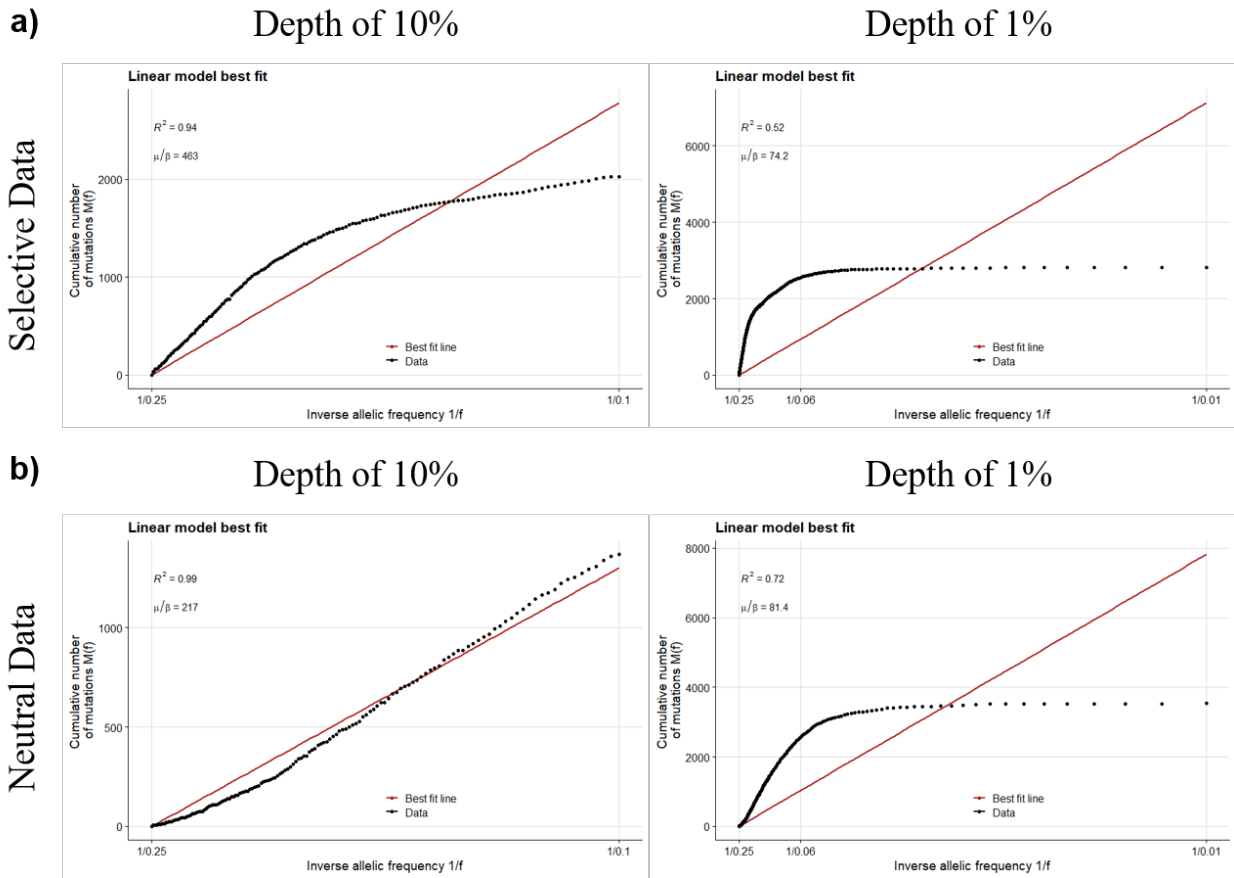 a)
Depth of 10%
Depth of 1%
Selective Data
Linear model best fit
R² = 0.94
μ/β = 463
Cumulative number
of mutations M(f)
2000
1000
0
Best fit line
Data
1/0.25
1/0.1
Inverse allelic frequency 1/f
Linear model best fit
R² = 0.52
μ/β = 74.2
Cumulative number
of mutations M(f)
6000
4000
2000
0
Best fit line
Data
1/0.25
1/0.06
1/0.01
Inverse allelic frequency 1/f
b)
Depth of 10%
Depth of 1%
Neutral Data
Linear model best fit
R² = 0.99
μ/β = 217
Cumulative number
of mutations M(f)
1000
500
0
Best fit line
Data
1/0.25
1/0.1
Inverse allelic frequency 1/f
Linear model best fit
R² = 0.72
μ/β = 81.4
Cumulative number
of mutations M(f)
8000
6000
4000
2000
0
Best fit line
Data
1/0.25
1/0.06
1/0.01
Inverse allelic frequency 1/f